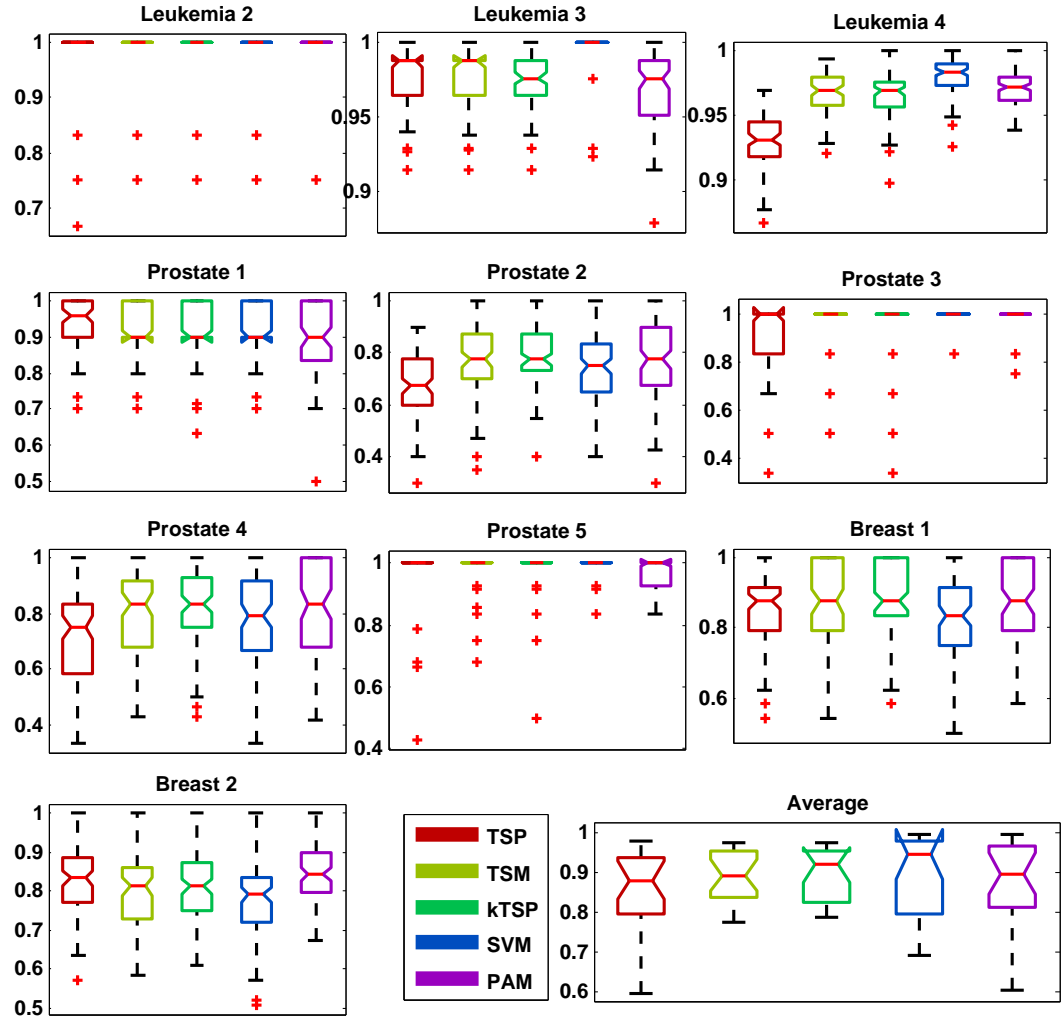 Leukemia 2
1
0.9
0.8
0.7
Leukemia 3
1
0.95
0.9
Leukemia 4
1
0.95
0.9
Prostate 1
1
0.9
0.8
0.7
0.6
0.5
Prostate 2
1
0.8
0.6
0.4
Prostate 3
1
0.8
0.6
0.4
Prostate 4
1
0.8
0.6
0.4
Prostate 5
1
0.8
0.6
0.4
Breast 1
1
0.8
0.6
Breast 2
1
0.9
0.8
0.7
0.6
0.5
TSP
TSM
kTSP
SVM
PAM
Average
1
0.9
0.8
0.7
0.6